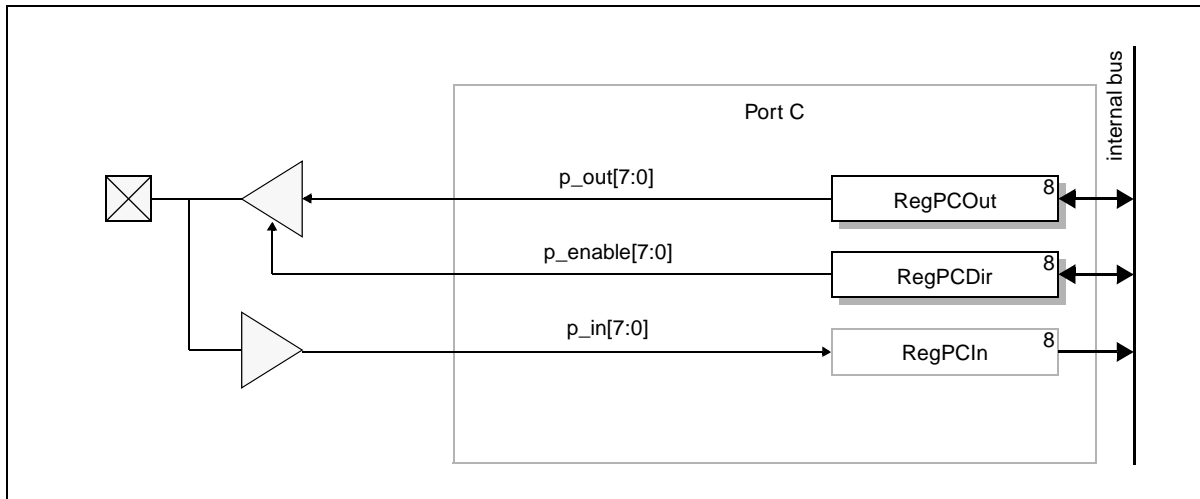 Port C
internal bus
p_out[7:0]
RegPCOut
8
p_enable[7:0]
RegPCDir
8
p_in[7:0]
RegPCIn
8